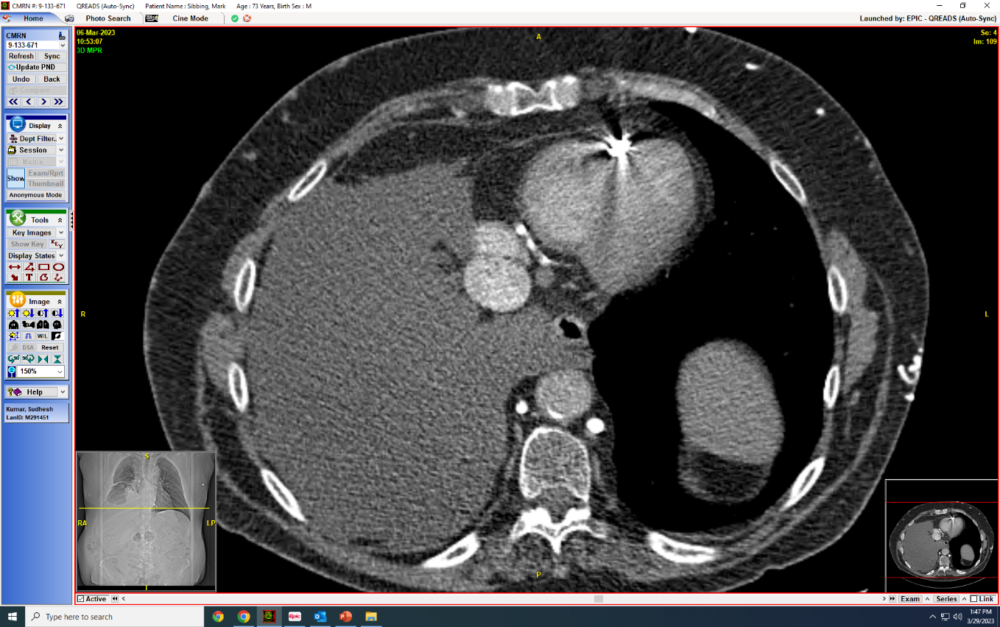 CMRN #: 9-133-671 QREADS (Auto-Sync) Patient Name : Sibbing, Mark Age : 73 Years, Birth Sex : M
Home Photo Search Cine Mode Launched by: EPIC - QREADS (Auto-Sync)
CMRN
9-133-671
Refresh Sync
Update PND
Undo Back
Compare
Display
Dept Filter..
Session
Matrix
Show Exam/Rprt
Thumbnail
Anonymous Mode
Tools
Key Images
Show Key KEY
Display States
T
Image
W/L
DSA Reset
90 90
150%
Help
Kumar, Sudhesh
LanID: M291451
06-Mar-2023
10:53:07
3D MPR
A
Se: 4
Im: 109
R
L
S
RA LP
I
P
Active Exam Series Link
Type here to search
1:47 PM
3/29/2023